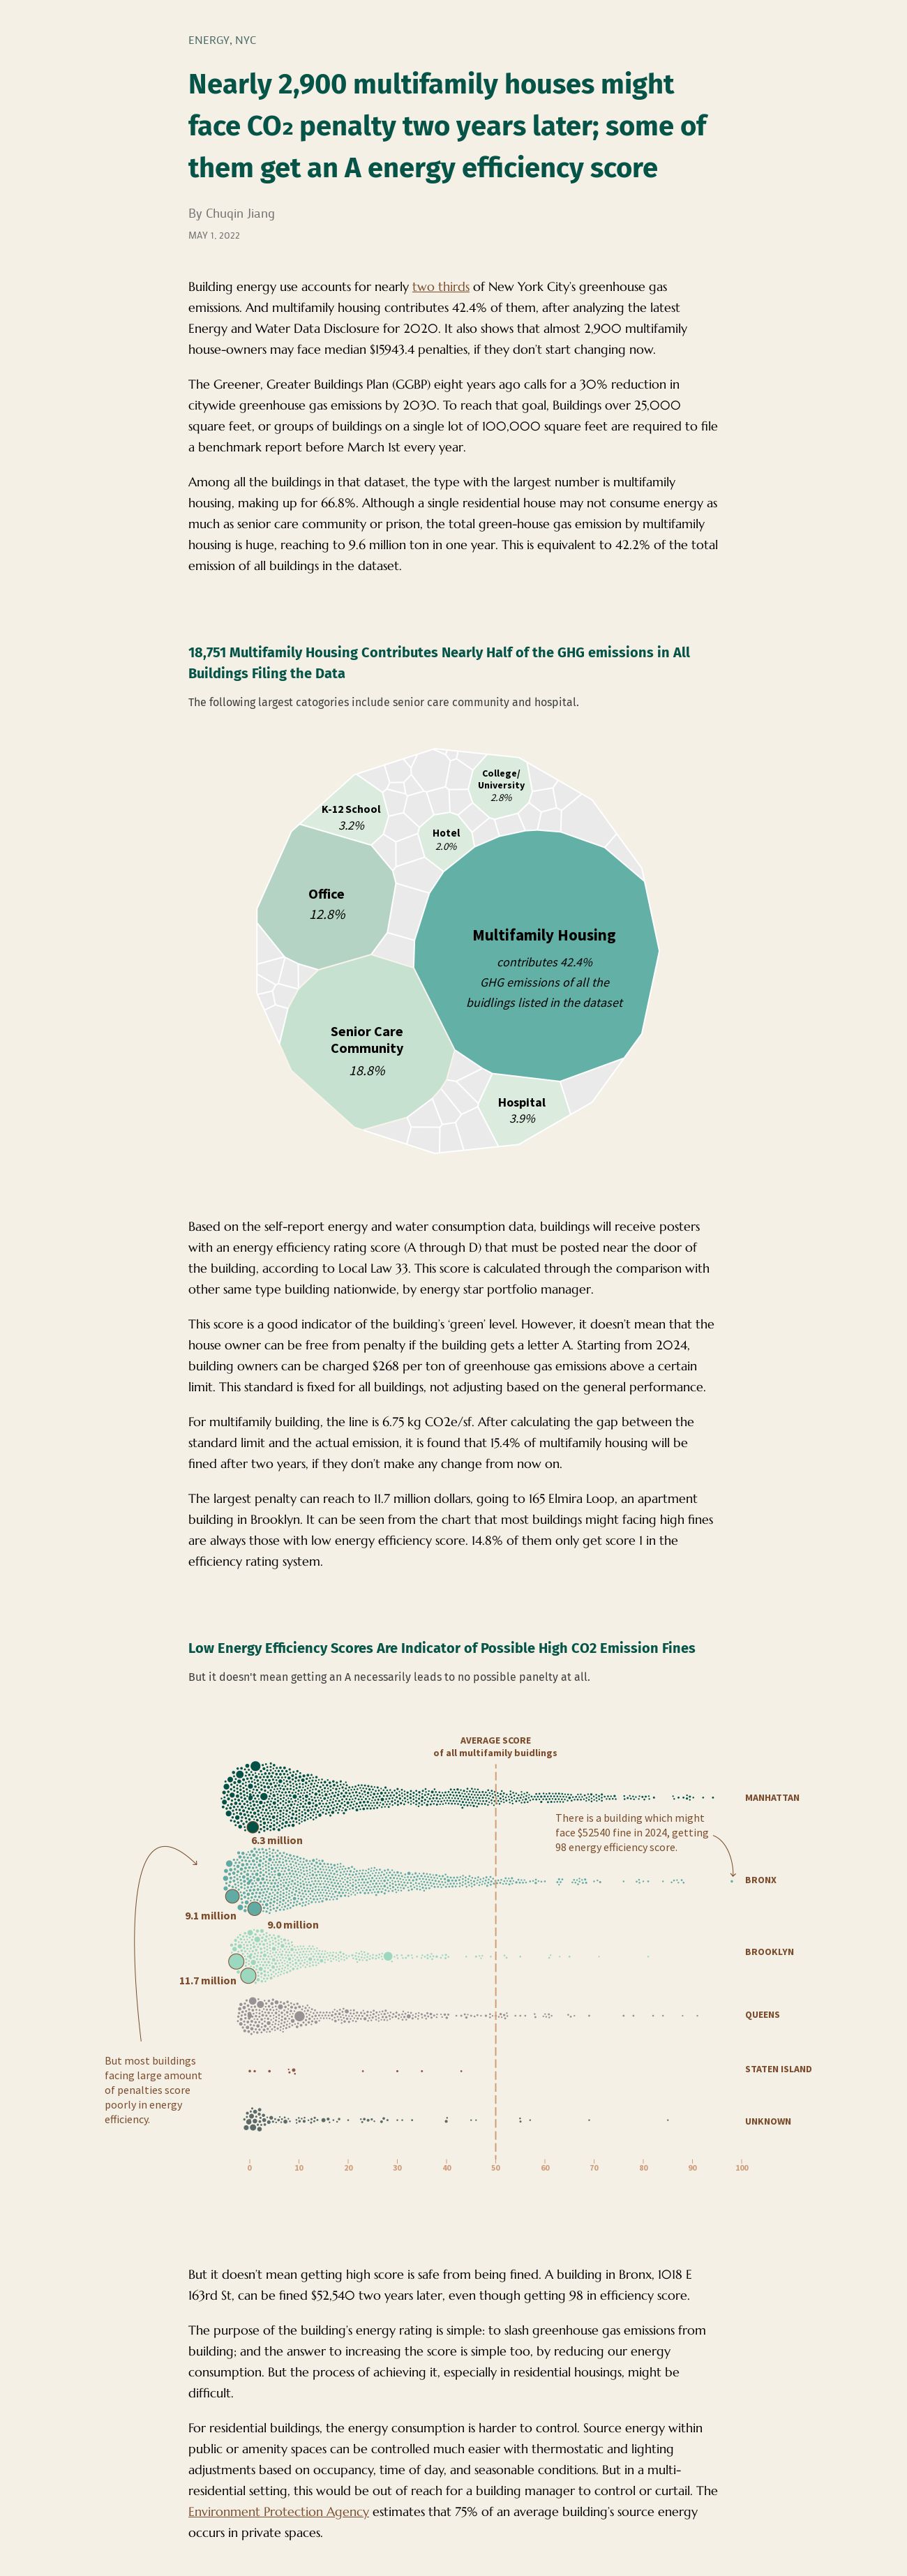 ENERGY, NYC
Nearly 2,900 multifamily houses might
face CO₂ penalty two years later; some of
them get an A energy efficiency score
By Chuqin Jiang
MAY 1, 2022
Building energy use accounts for nearly two thirds of New York City's greenhouse gas
emissions. And multifamily housing contributes 42.4% of them, after analyzing the latest
Energy and Water Data Disclosure for 2020. It also shows that almost 2,900 multifamily
house-owners may face median $15943.4 penalties, if they don't start changing now.
The Greener, Greater Buildings Plan (GGBP) eight years ago calls for a 30% reduction in
citywide greenhouse gas emissions by 2030. To reach that goal, Buildings over 25,000
square feet, or groups of buildings on a single lot of 100,000 square feet are required to file
a benchmark report before March 1st every year.
Among all the buildings in that dataset, the type with the largest number is multifamily
housing, making up for 66.8%. Although a single residential house may not consume energy as
much as senior care community or prison, the total green-house gas emission by multifamily
housing is huge, reaching to 9.6 million ton in one year. This is equivalent to 42.2% of the total
emission of all buildings in the dataset.
18,751 Multifamily Housing Contributes Nearly Half of the GHG emissions in All
Buildings Filing the Data
The following largest catogories include senior care community and hospital.
College/
University
2.8%
K-12 School
3.2%
Hotel
2.0%
Office
12.8%
Multifamily Housing
contributes 42.4%
GHG emissions of all the
buidlings listed in the dataset
Senior Care
Community
18.8%
Hospital
3.9%
Based on the self-report energy and water consumption data, buildings will receive posters
with an energy efficiency rating score (A through D) that must be posted near the door of
the building, according to Local Law 33. This score is calculated through the comparison with
other same type building nationwide, by energy star portfolio manager.
This score is a good indicator of the building's 'green' level. However, it doesn't mean that the
house owner can be free from penalty if the building gets a letter A. Starting from 2024,
building owners can be charged $268 per ton of greenhouse gas emissions above a certain
limit. This standard is fixed for all buildings, not adjusting based on the general performance.
For multifamily building, the line is 6.75 kg CO2e/sf. After calculating the gap between the
standard limit and the actual emission, it is found that 15.4% of multifamily housing will be
fined after two years, if they don't make any change from now on.
The largest penalty can reach to 11.7 million dollars, going to 165 Elmira Loop, an apartment
building in Brooklyn. It can be seen from the chart that most buildings might facing high fines
are always those with low energy efficiency score. 14.8% of them only get score 1 in the
efficiency rating system.
Low Energy Efficiency Scores Are Indicator of Possible High CO2 Emission Fines
But it doesn't mean getting an A necessarily leads to no possible panelty at all.
AVERAGE SCORE
of all multifamily buidlings
MANHATTAN
There is a building which might
face $52540 fine in 2024, getting
98 energy efficiency score.
6.3 million
BRONX
9.1 million
9.0 million
BROOKLYN
11.7 million
QUEENS
But most buildings
facing large amount
of penalties score
poorly in energy
efficiency.
STATEN ISLAND
UNKNOWN
0 10 20 30 40 50 60 70 80 90 100
But it doesn't mean getting high score is safe from being fined. A building in Bronx, 1018 E
163rd St, can be fined $52,540 two years later, even though getting 98 in efficiency score.
The purpose of the building's energy rating is simple: to slash greenhouse gas emissions from
building; and the answer to increasing the score is simple too, by reducing our energy
consumption. But the process of achieving it, especially in residential housings, might be
difficult.
For residential buildings, the energy consumption is harder to control. Source energy within
public or amenity spaces can be controlled much easier with thermostatic and lighting
adjustments based on occupancy, time of day, and seasonable conditions. But in a multi-
residential setting, this would be out of reach for a building manager to control or curtail. The
Environment Protection Agency estimates that 75% of an average building's source energy
occurs in private spaces.